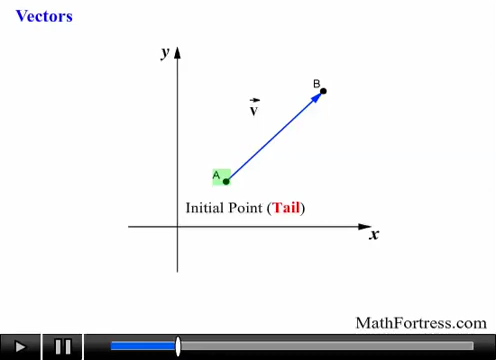 Vectors
y
B
v
A
Initial Point (Tail)
x
MathFortress.com